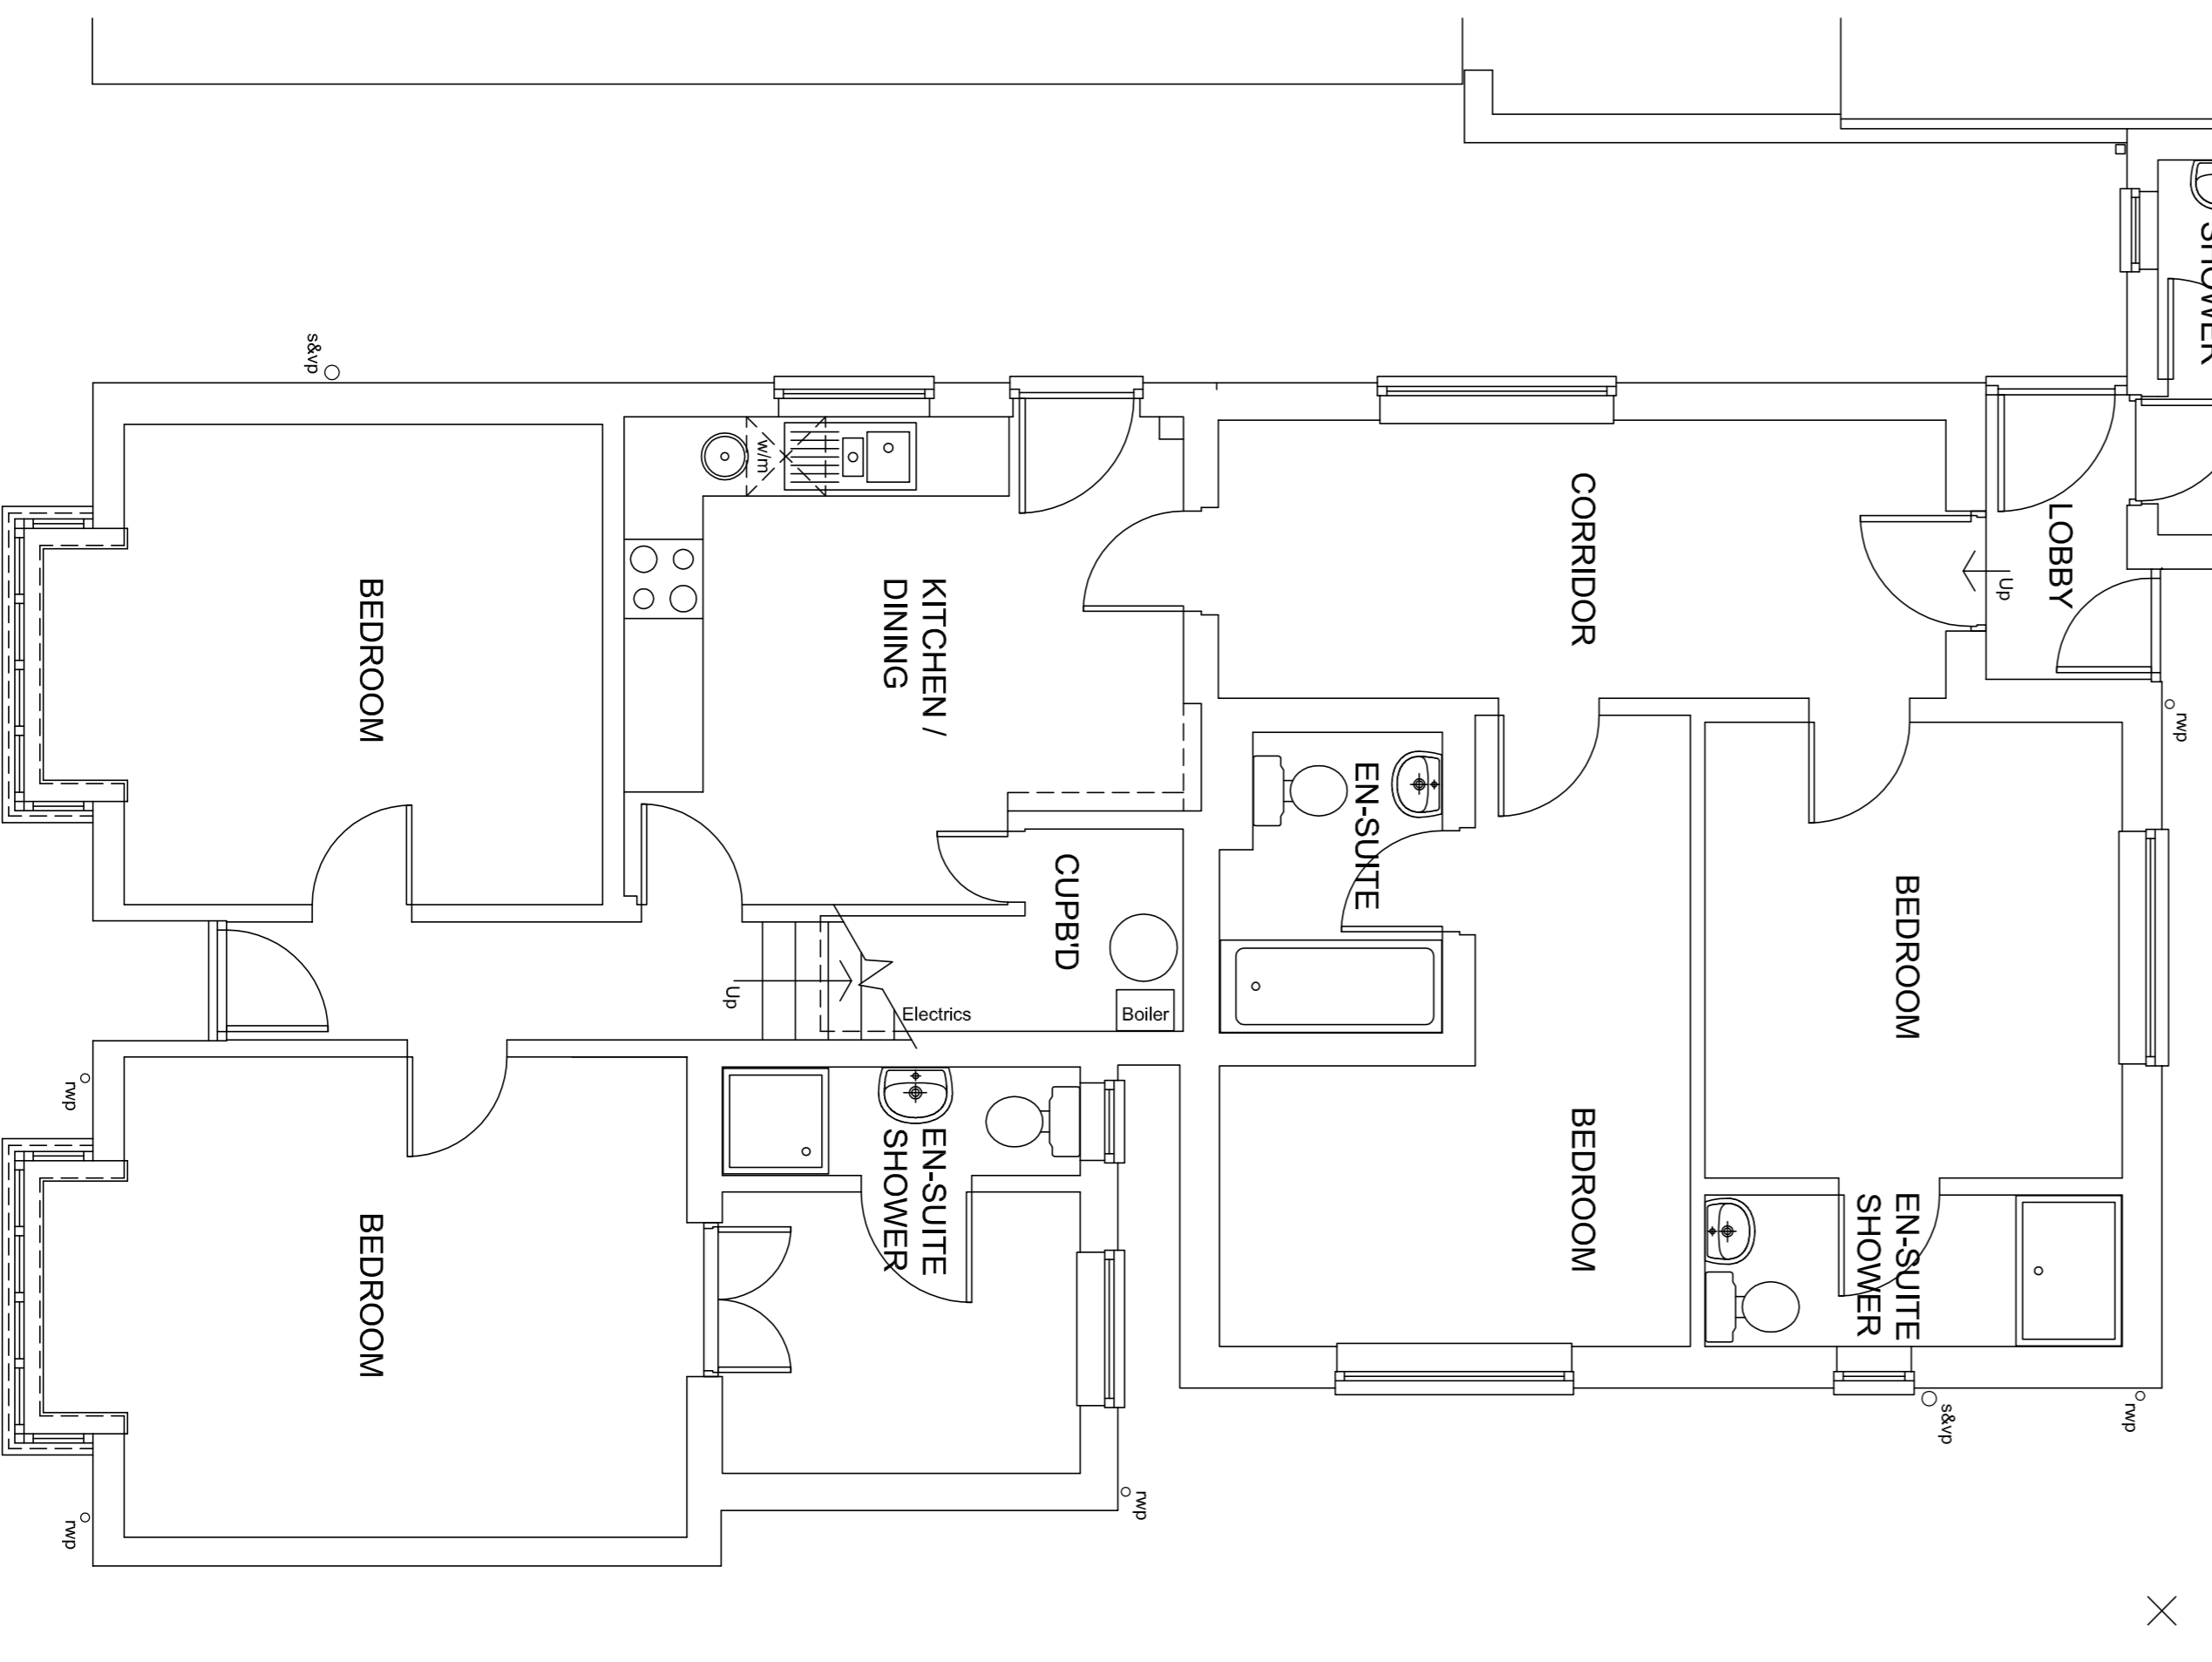 SHOWER
s&vp
w/m
CORRIDOR
LOBBY
Up
BEDROOM
KITCHEN /
DINING
rwp
EN-SUITE
CUPB'D
BEDROOM
Up
Electrics
Boiler
rwp
EN-SUITE
SHOWER
BEDROOM
BEDROOM
EN-SUITE
SHOWER
BEDROOM
s&vp
rwp
rwp
rwp